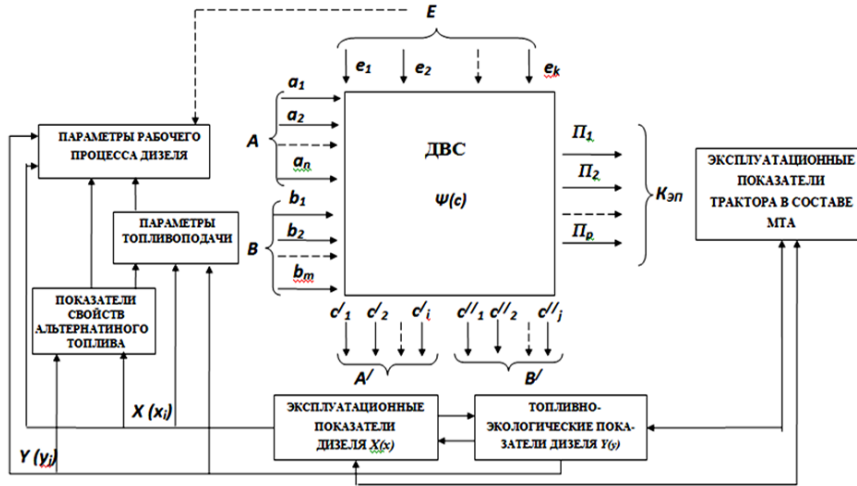 E
e1 e2 ek
a1
a2
an
A
ДВС
Ψ(c)
П1
П2
Пp
КЭП
b1
b2
bm
B
ПАРАМЕТРЫ РАБОЧЕГО
ПРОЦЕССА ДИЗЕЛЯ
ПАРАМЕТРЫ
ТОПЛИВОПОДАЧИ
ПОКАЗАТЕЛИ
СВОЙСТВ
АЛЬТЕРНАТИНОГО
ТОПЛИВА
ЭКСПЛУАТАЦИОННЫЕ
ПОКАЗАТЕЛИ
ТРАКТОРА В СОСТАВЕ
МТА
c/1 c/2 c/i c//1 c//2 c//j
A/ B/
X (xi)
Y (yj)
ЭКСПЛУАТАЦИОННЫЕ
ПОКАЗАТЕЛИ
ДИЗЕЛЯ X(x)
ТОПЛИВНО-
ЭКОЛОГИЧЕСКИЕ ПОКА-
ЗАТЕЛИ ДИЗЕЛЯ Y(y)